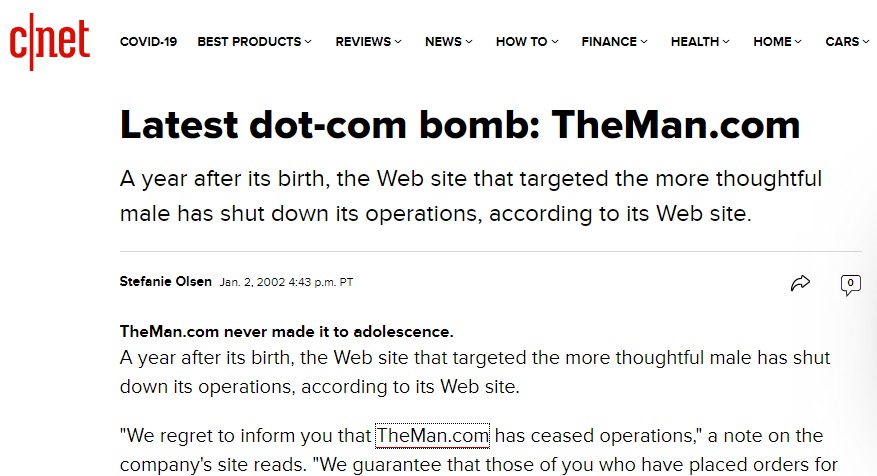 c|net
COVID-19 BEST PRODUCTS REVIEWS NEWS HOW TO FINANCE HEALTH HOME CARS
Latest dot-com bomb: TheMan.com
A year after its birth, the Web site that targeted the more thoughtful
male has shut down its operations, according to its Web site.
Stefanie Olsen Jan. 2, 2002 4:43 p.m. PT
0
TheMan.com never made it to adolescence.
A year after its birth, the Web site that targeted the more thoughtful male has shut
down its operations, according to its Web site.
"We regret to inform you that TheMan.com has ceased operations," a note on the
company's site reads. "We guarantee that those of you who have placed orders for